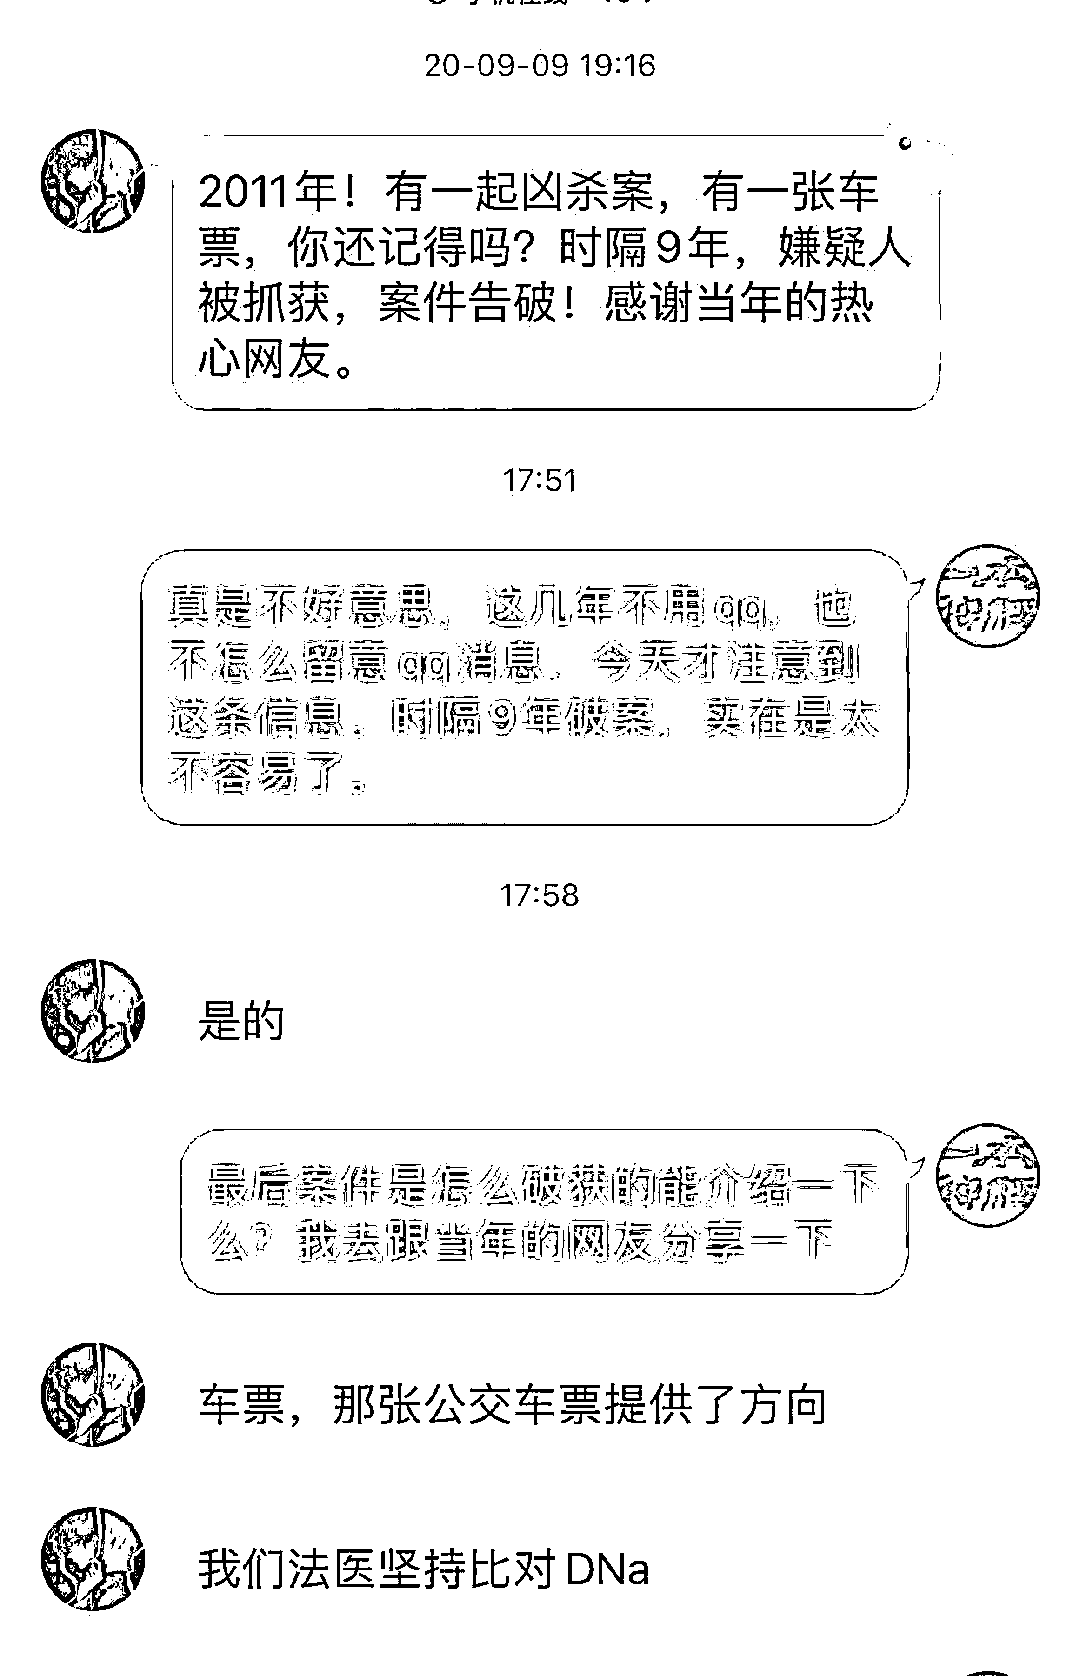 20-09-09 19:16
2011年！有一起凶杀案，有一张车
票，你还记得吗？时隔9年，嫌疑人
被抓获，案件告破！感谢当年的热
心网友。
17:51
真是不好意思，这几年不用qq，也
不怎么留意qq消息，今天才注意到
这条信息，时隔9年破案，实在是太
不容易了。
17:58
是的
最后案件是怎么破获的能介绍一下
么？我去跟当年的网友分享一下
车票，那张公交车票提供了方向
我们法医坚持比对DNa